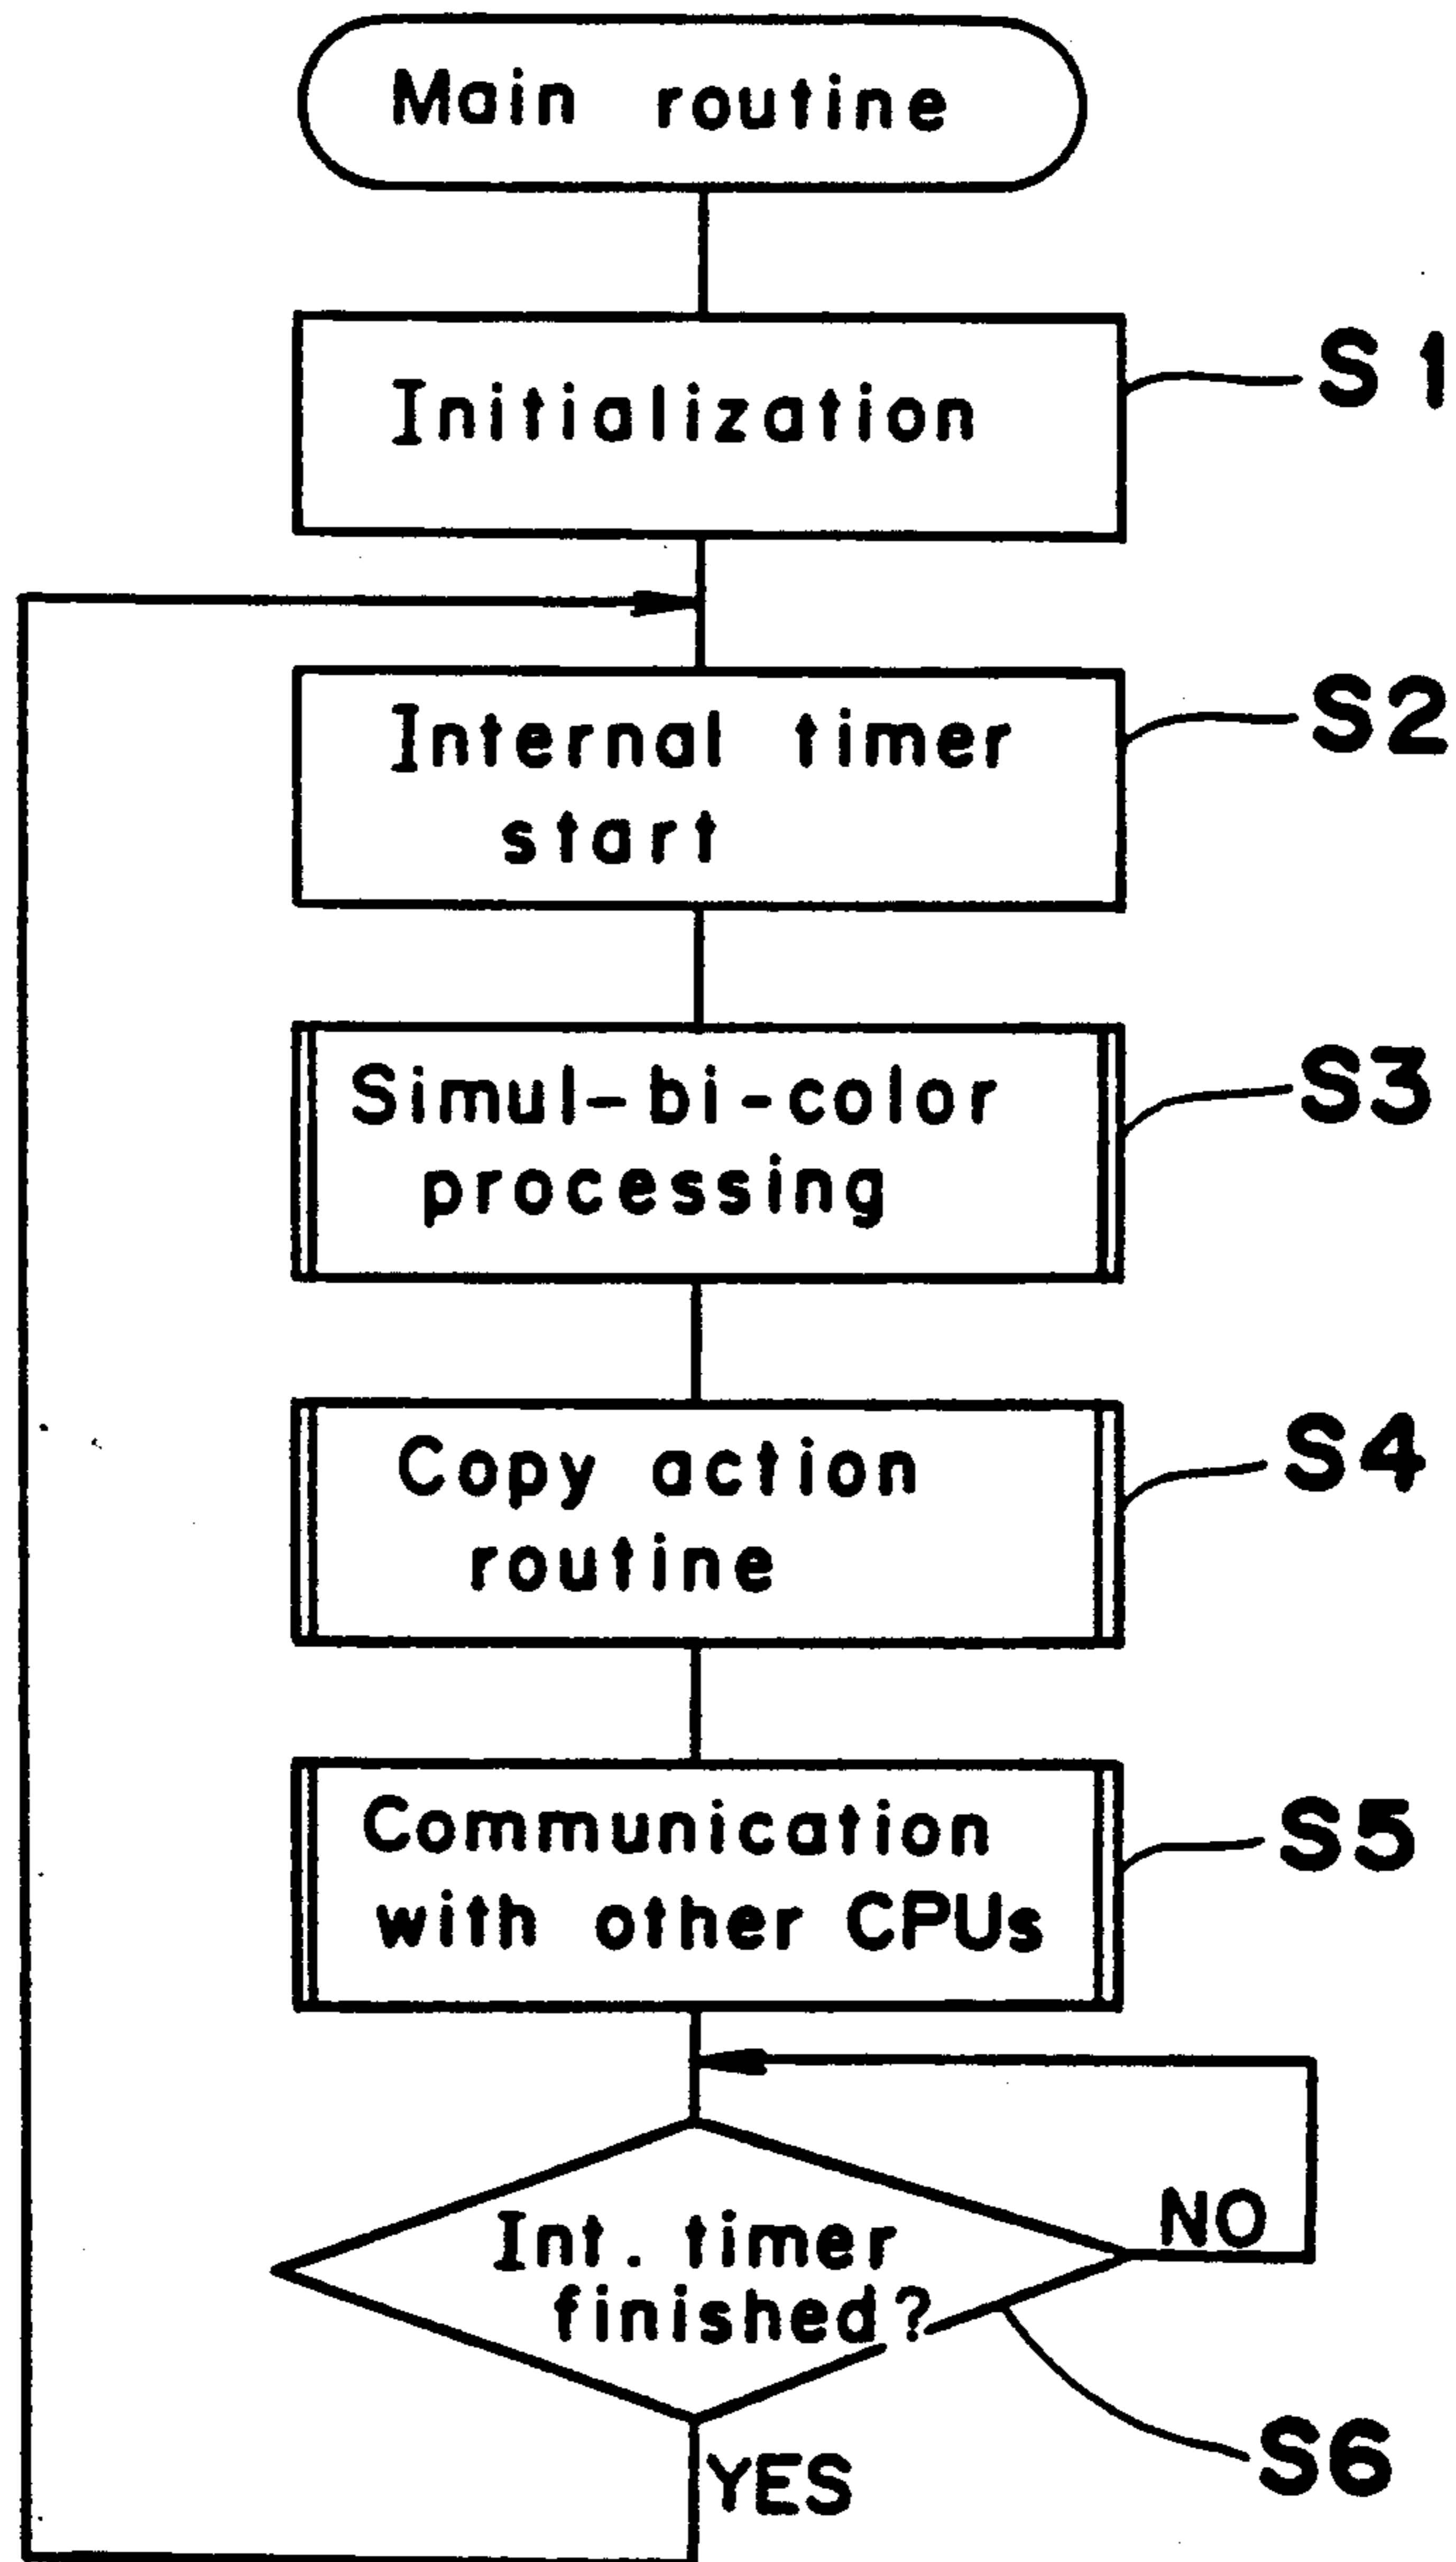 Main routine
Initialization
S1
Internal timer
start
S2
Simul-bi-color
processing
S3
Copy action
routine
S4
Communication
with other CPUs
S5
Int. timer
finished?
NO
S6
YES